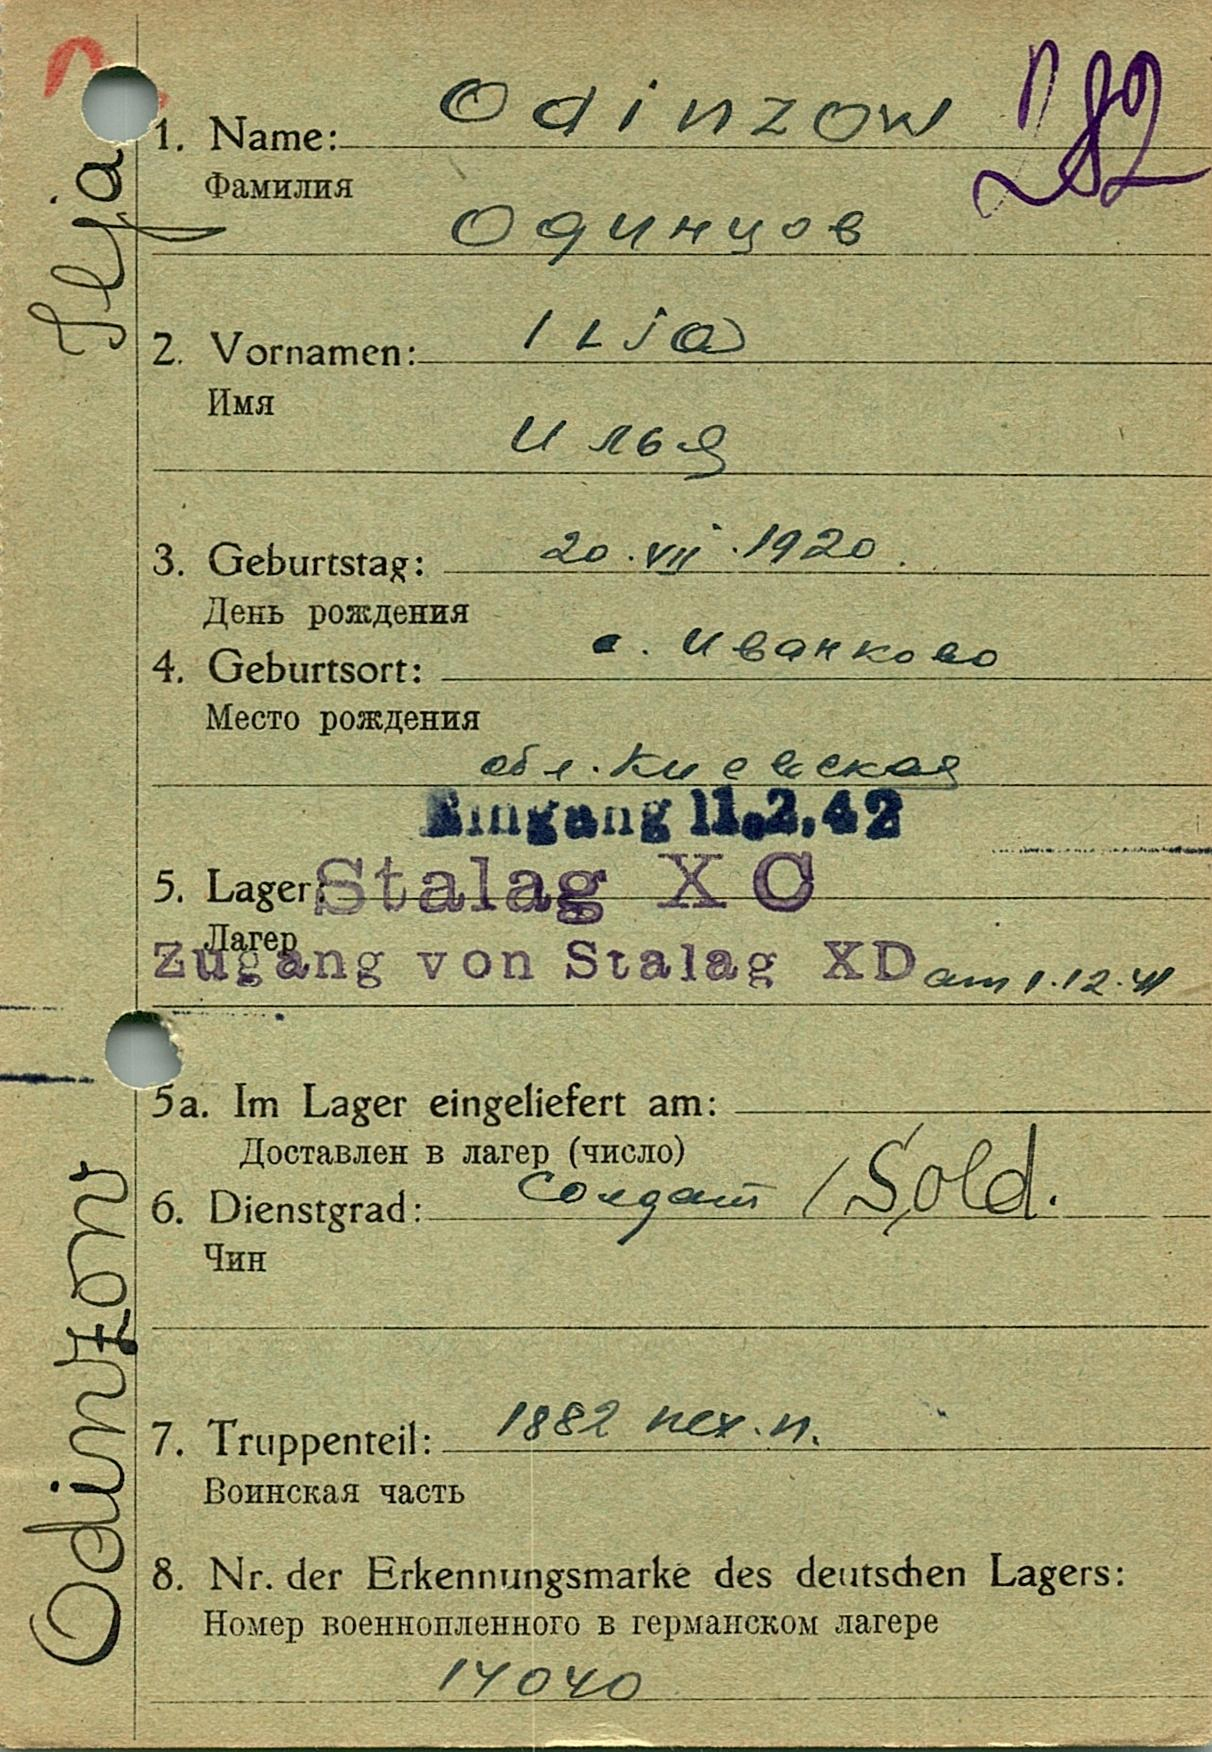 282
1. Name: Odinzow
Фамилия
Одинцов
2. Vornamen: Ilja
Имя
Илья
3. Geburtstag: 20.VII.1920.
День рождения
4. Geburtsort: с. Иванково
Место рождения
обл. Киевская
Eingang 11.2.42
5. Lager: Stalag X C
Лагер
Zugang von Stalag XD am 1.12.41
5a. Im Lager eingeliefert am:
Доставлен в лагер (число)
6. Dienstgrad: солдат / Sold.
Чин
7. Truppenteil: 1882 пех. п.
Воинская часть
8. Nr. der Erkennungsmarke des deutschen Lagers:
Номер военнопленного в германском лагере
14040
Odinzow Ilja